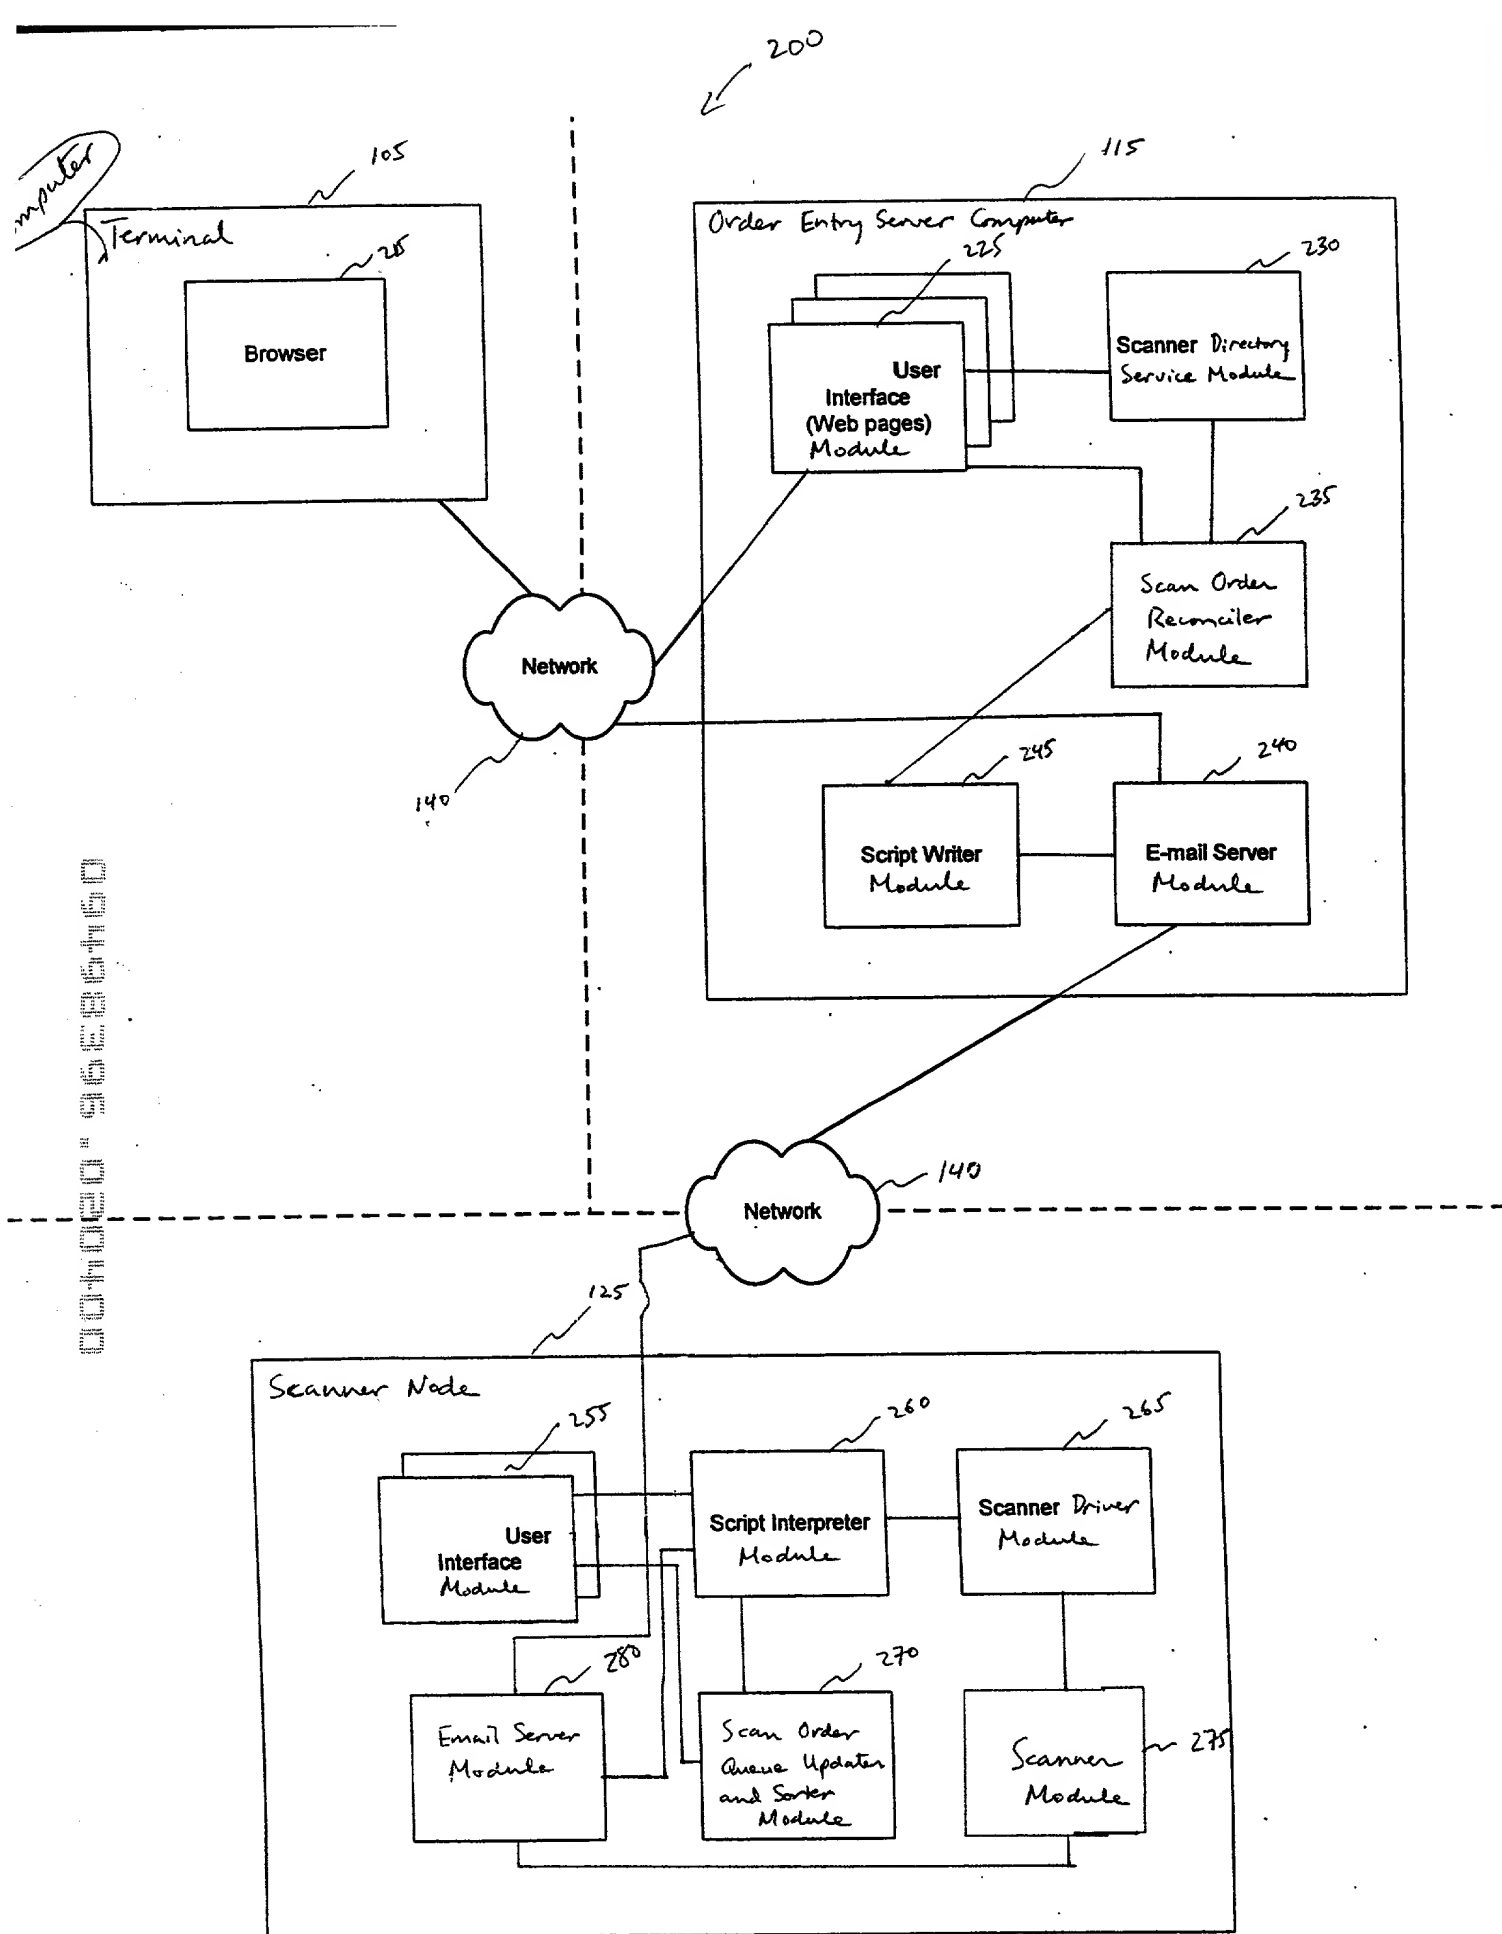 200
mputer
105
Terminal
215
Browser
115
Order Entry Server Computer
225
User
Interface
(Web pages)
Module
230
Scanner Directory
Service Module
235
Scan Order
Reconciler
Module
Network
140
245
Script Writer
Module
240
E-mail Server
Module
Network
140
125
Scanner Node
255
User
Interface
Module
260
Script Interpreter
Module
265
Scanner Driver
Module
280
Email Server
Module
270
Scan Order
Queue Updater
and Sorter
Module
275
Scanner
Module